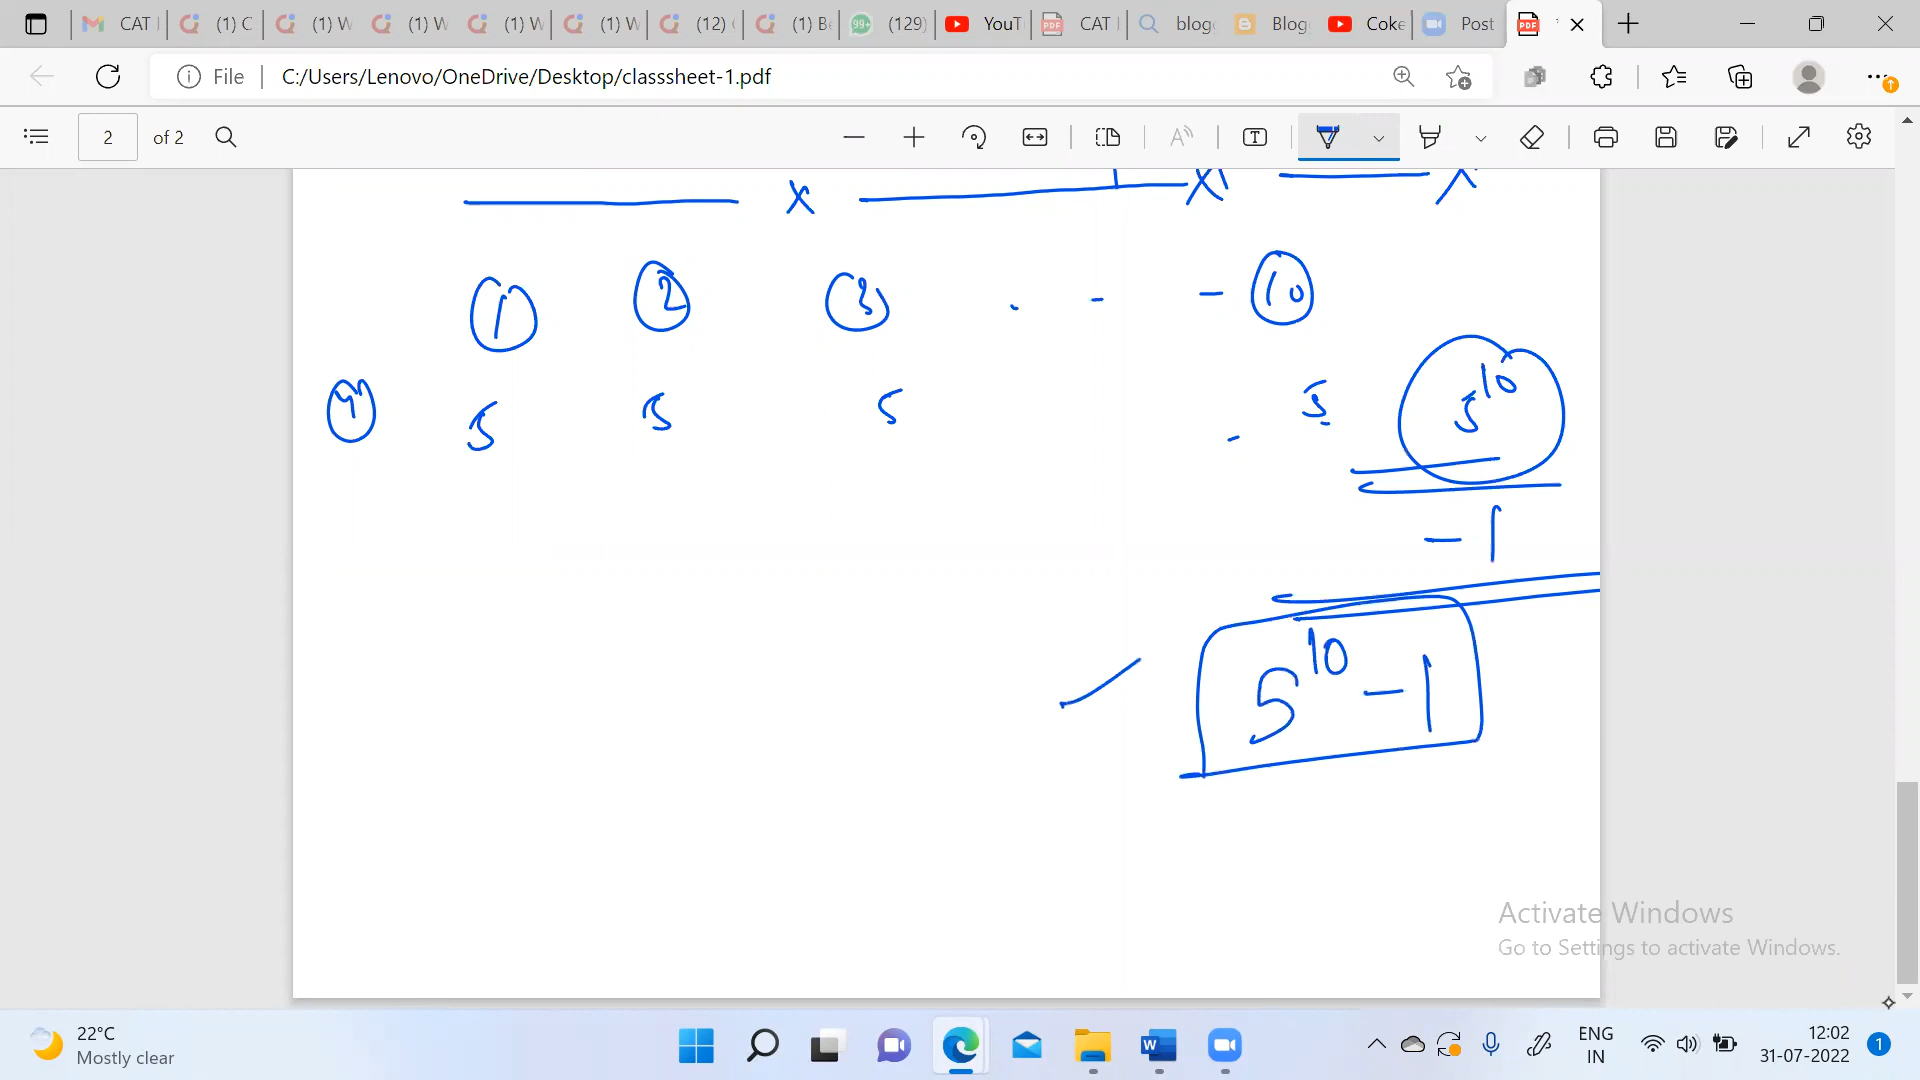 CAT (1) C (1) W (1) W (1) W (1) W (12) (1) Be 99+ (129) YouT CAT blog Blog Coke Post
File C:/Users/Lenovo/OneDrive/Desktop/classsheet-1.pdf
2 of 2
x x x
1 2 3 . - - 10
5 5 5 - 5 5^10
- 1
5^10 - 1
Activate Windows
Go to Settings to activate Windows.
22°C
Mostly clear
ENG
IN
12:02
31-07-2022
1